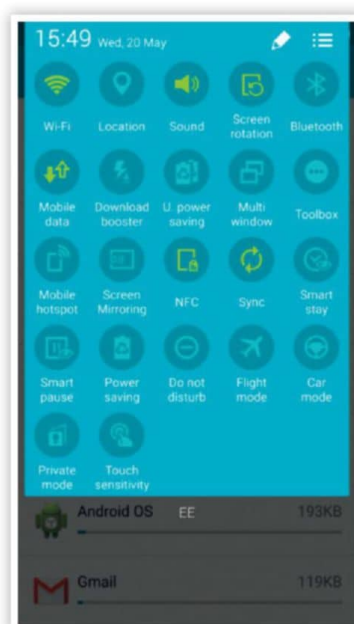 15:49 Wed, 20 May
Wi-Fi Location Sound Screen rotation Bluetooth
Mobile data Download booster U. power saving Multi window Toolbox
Mobile hotspot Screen Mirroring NFC Sync Smart stay
Smart pause Power saving Do not disturb Flight mode Car mode
Private mode Touch sensitivity
Android OS EE 193KB
Gmail 119KB